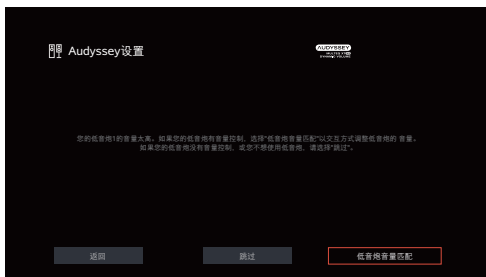 Audyssey设置
AUDYSSEY
MULTEQ XT32
DYNAMIC VOLUME
您的低音炮1的音量太高。如果您的低音炮有音量控制，选择"低音炮音量匹配"以交互方式调整低音炮的 音量。
如果您的低音炮没有音量控制，或您不想使用低音炮，请选择"跳过"。
返回
跳过
低音炮音量匹配